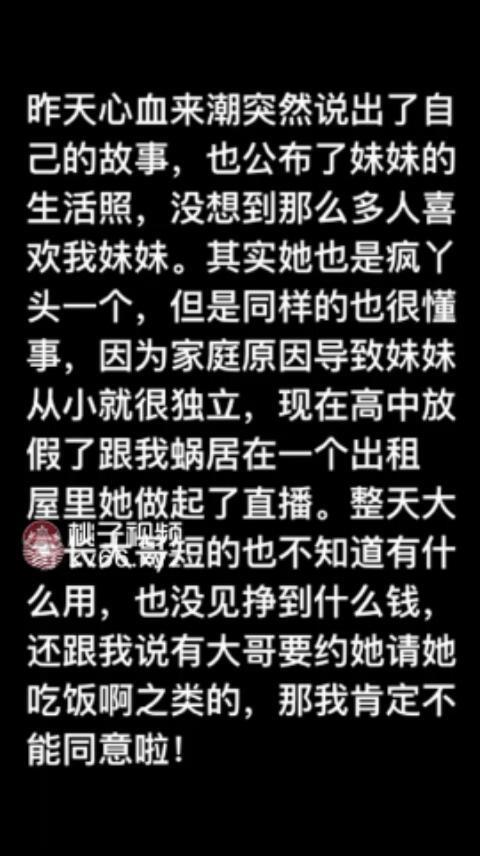 昨天心血来潮突然说出了自
己的故事，也公布了妹妹的
生活照，没想到那么多人喜
欢我妹妹。其实她也是疯丫
头一个，但是同样的也很懂
事，因为家庭原因导致妹妹
从小就很独立，现在高中放
假了跟我蜗居在一个出租
屋里她做起了直播。整天大
桃子视频
长大哥短的也不知道有什
么用，也没见挣到什么钱，
还跟我说有大哥要约她请她
吃饭啊之类的，那我肯定不
能同意啦！